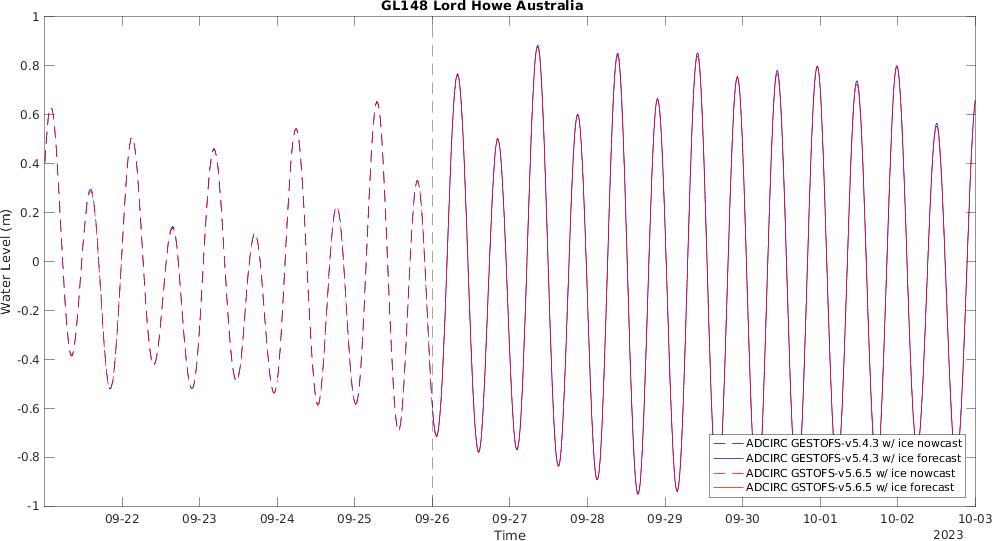 GL148 Lord Howe Australia
1
0.8
0.6
0.4
0.2
0
-0.2
-0.4
-0.6
-0.8
-1
Water Level (m)
ADCIRC GESTOFS-v5.4.3 w/ ice nowcast
ADCIRC GESTOFS-v5.4.3 w/ ice forecast
ADCIRC GSTOFS-v5.6.5 w/ ice nowcast
ADCIRC GSTOFS-v5.6.5 w/ ice forecast
09-22 09-23 09-24 09-25 09-26 09-27 09-28 09-29 09-30 10-01 10-02 10-03
Time
2023